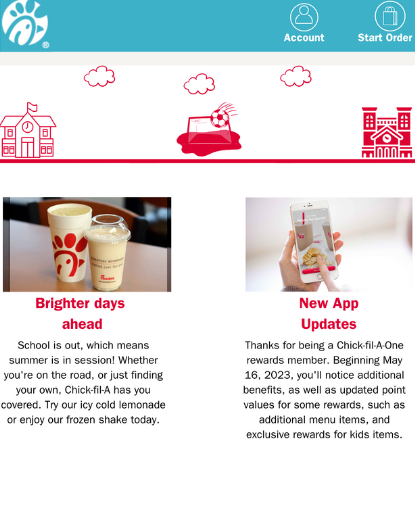 Account
Start Order
Brighter days
ahead
School is out, which means
summer is in session! Whether
you're on the road, or just finding
your own, Chick-fil-A has you
covered. Try our icy cold lemonade
or enjoy our frozen shake today.
New App
Updates
Thanks for being a Chick-fil-A-One
rewards member. Beginning May
16, 2023, you'll notice additional
benefits, as well as updated point
values for some rewards, such as
additional menu items, and
exclusive rewards for kids items.